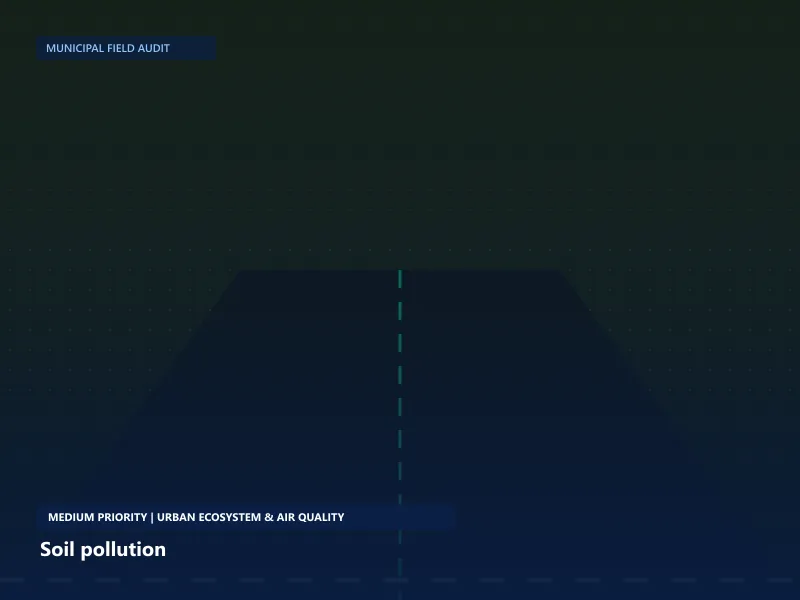 MUNICIPAL FIELD AUDIT
MEDIUM PRIORITY | URBAN ECOSYSTEM & AIR QUALITY
Soil pollution